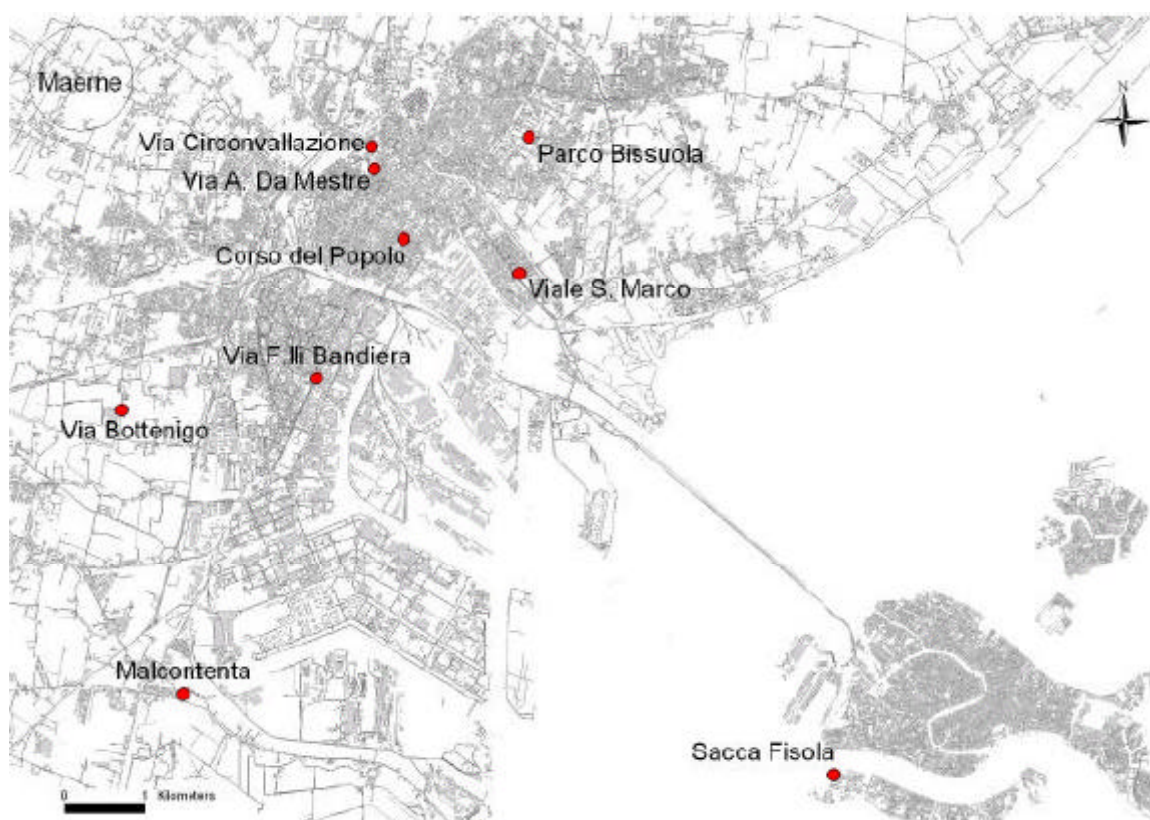 N
Maerne
Via Circonvallazione
Parco Bissuola
Via A. Da Mestre
Corso del Popolo
Viale S. Marco
Via F.lli Bandiera
Via Bottenigo
Malcontenta
Sacca Fisola
0 1 Kilometers